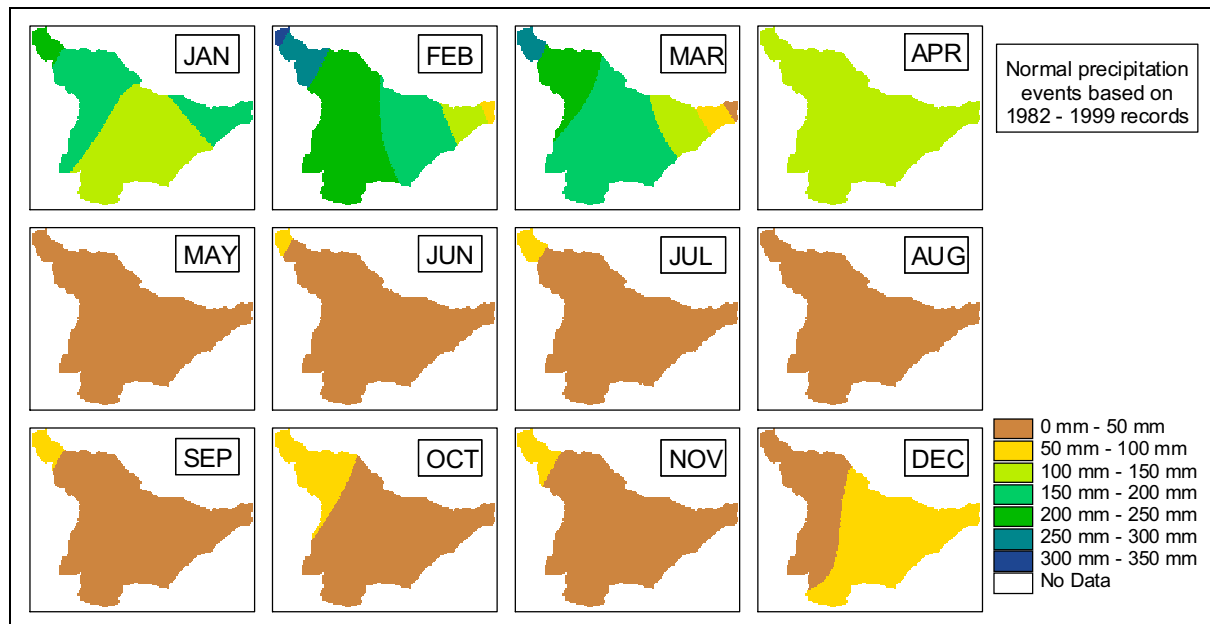 JAN
FEB
MAR
APR
Normal precipitation
events based on
1982 - 1999 records
MAY
JUN
JUL
AUG
SEP
OCT
NOV
DEC
0 mm - 50 mm
50 mm - 100 mm
100 mm - 150 mm
150 mm - 200 mm
200 mm - 250 mm
250 mm - 300 mm
300 mm - 350 mm
No Data